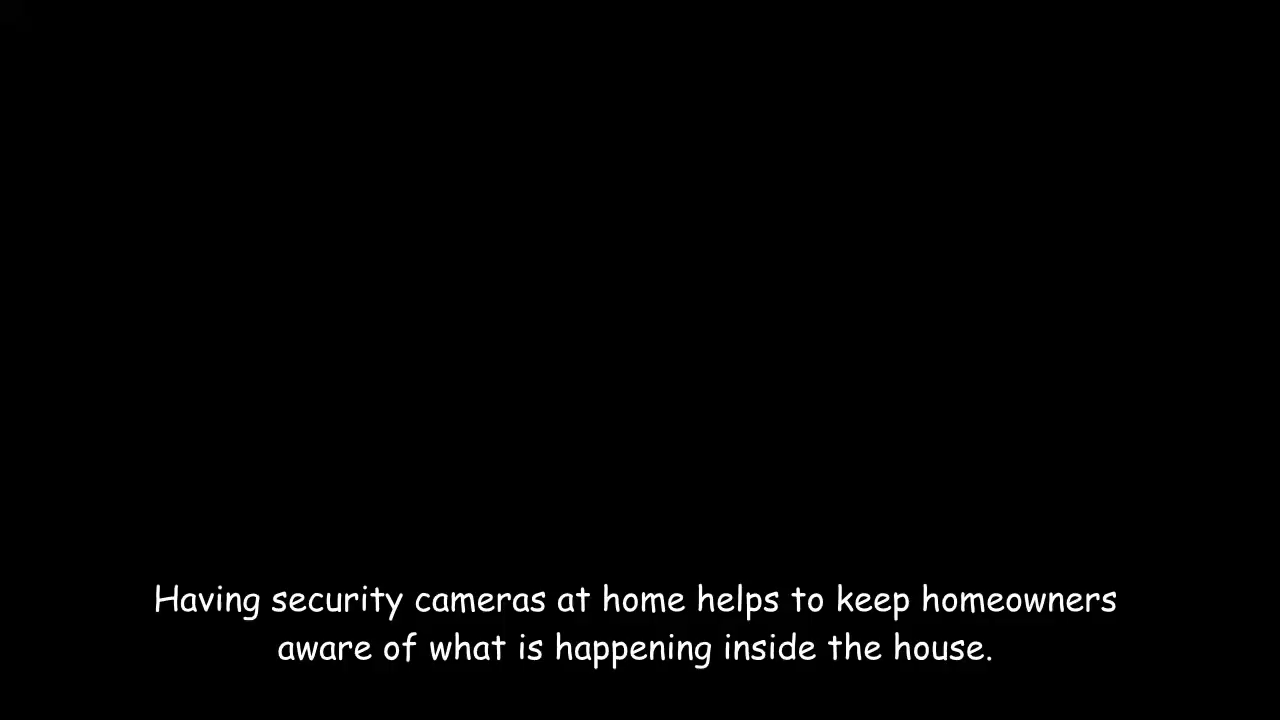 Having security cameras at home helps to keep homeowners
aware of what is happening inside the house.